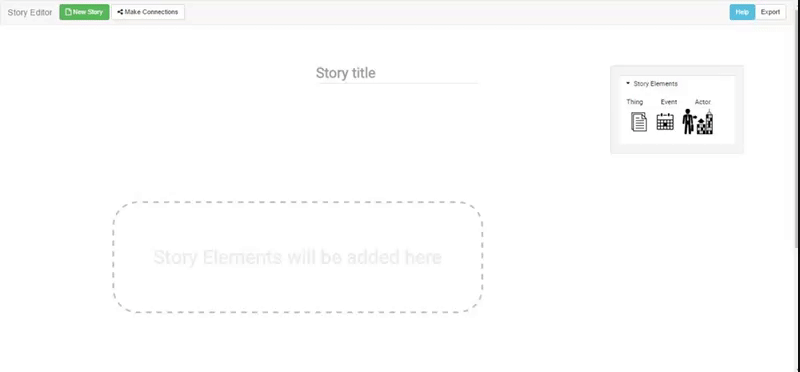 Story Editor New Story Make Connections Help Export
Story title
Story Elements
Thing Event Actor
Story Elements will be added here